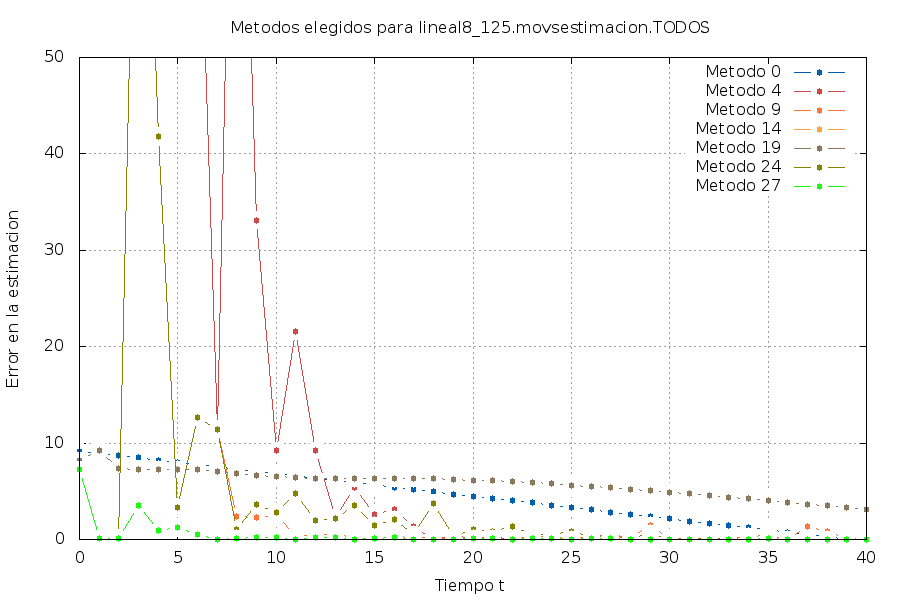 Metodos elegidos para lineal8_125.movsestimacion.TODOS
50
40
30
20
10
0
Error en la estimacion
Metodo 0
Metodo 4
Metodo 9
Metodo 14
Metodo 19
Metodo 24
Metodo 27
0 5 10 15 20 25 30 35 40
Tiempo t